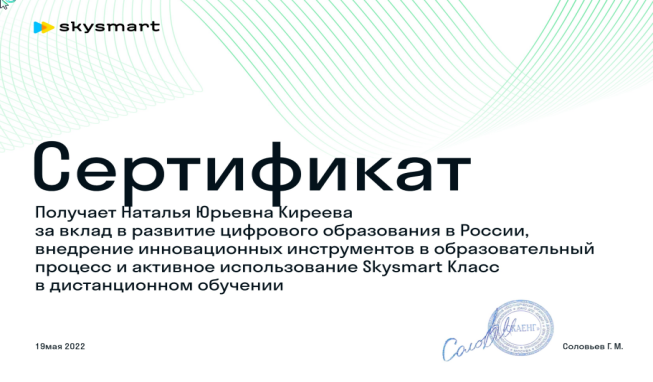 skysmart
Сертификат
Получает Наталья Юрьевна Киреева
за вклад в развитие цифрового образования в России,
внедрение инновационных инструментов в образовательный
процесс и активное использование Skysmart Класс
в дистанционном обучении
19мая 2022
Соловьев Г. М.